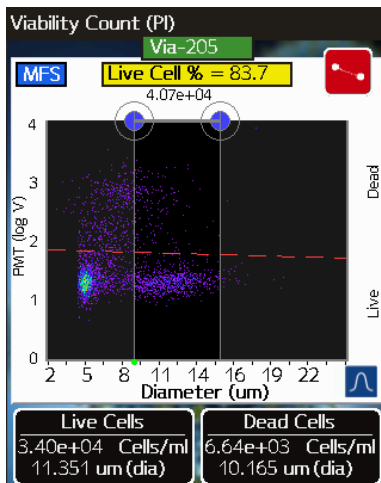 Viability Count (PI)
Via-205
MFS
Live Cell % = 83.7
4.07e+04
4
3
2
1
0
PMT (log V)
Dead
Live
2 5 8 11 14 16 19 22
Diameter (um)
Live Cells
3.40e+04 Cells/ml
11.351 um (dia)
Dead Cells
6.64e+03 Cells/ml
10.165 um (dia)